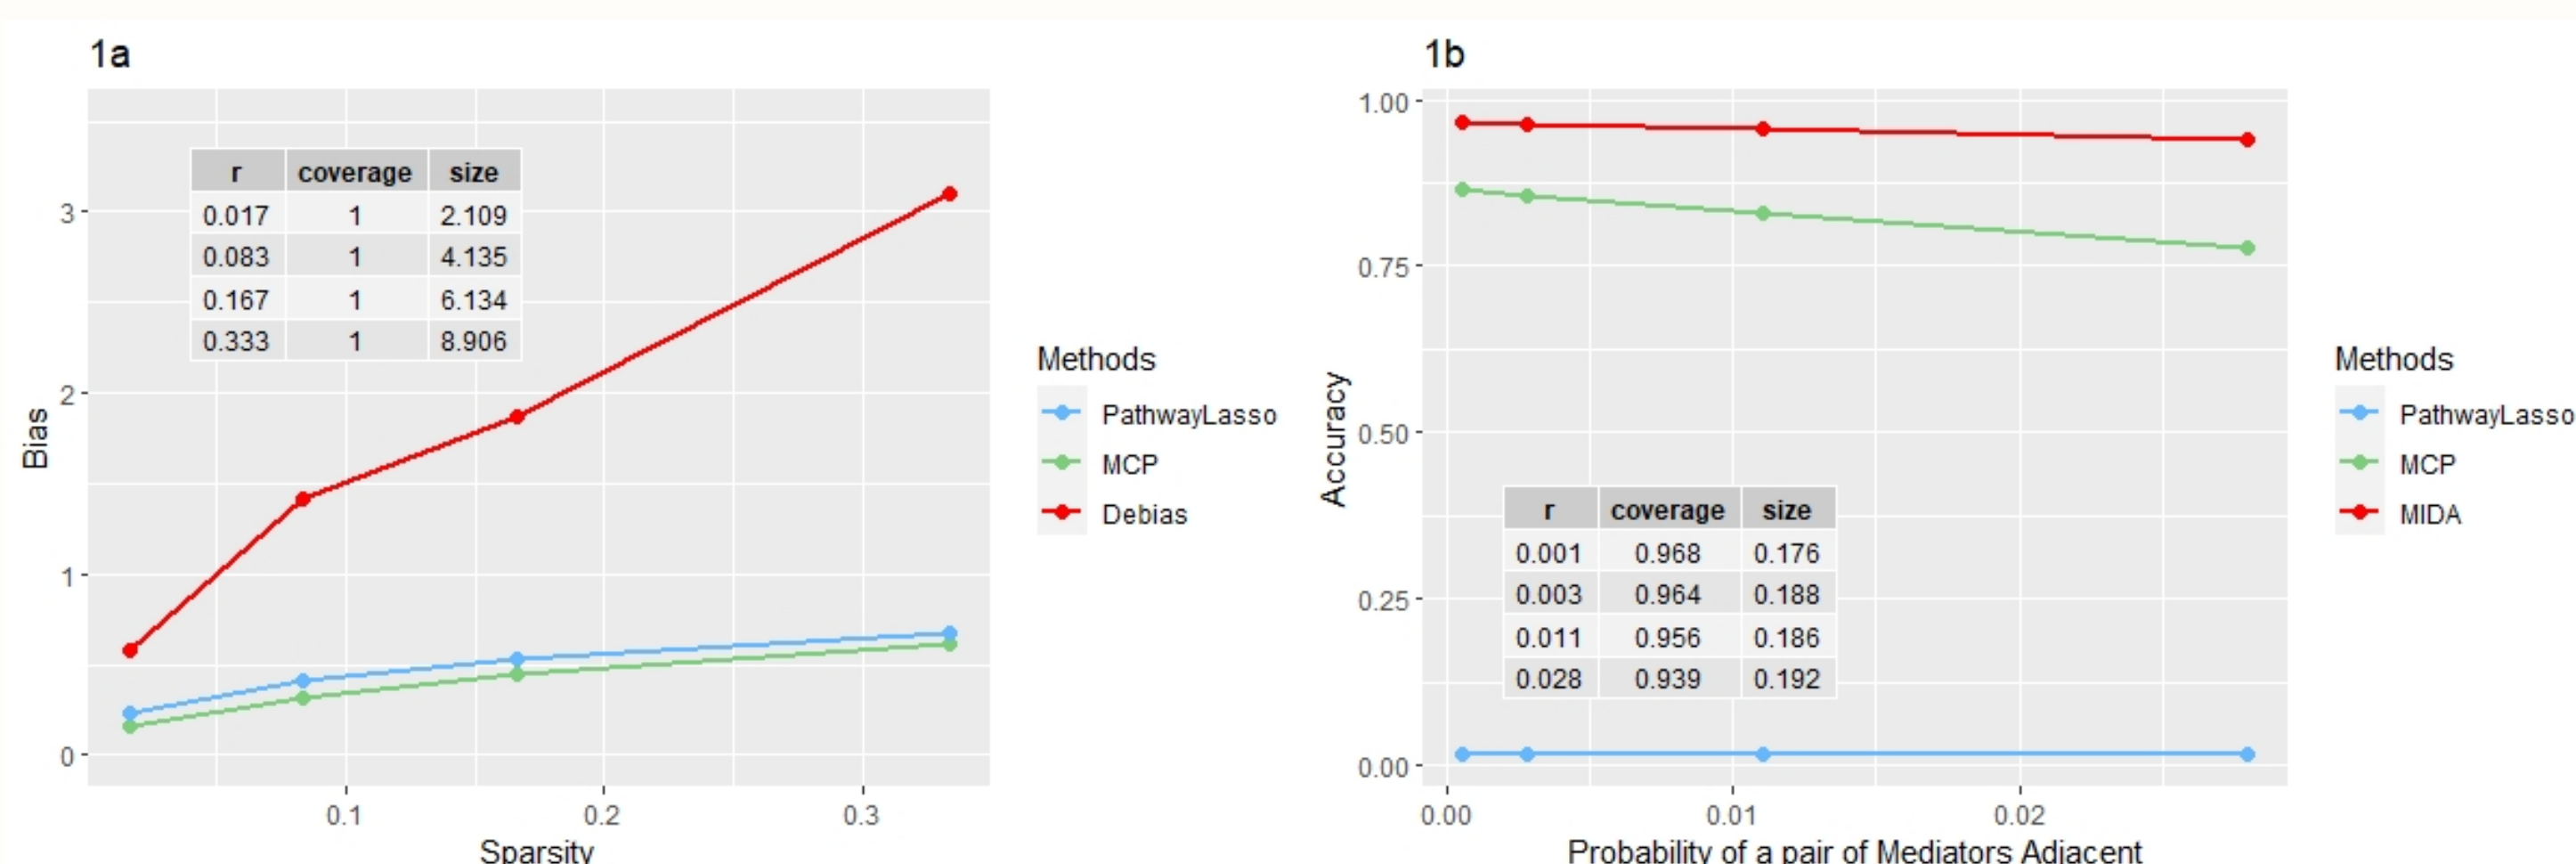 1a
r coverage size
0.017 1 2.109
0.083 1 4.135
0.167 1 6.134
0.333 1 8.906
3
2
1
0
Bias
0.1 0.2 0.3
Sparsity
Methods
PathwayLasso
MCP
Debias
1b
1.00
0.75
0.50
0.25
0.00
Accuracy
r coverage size
0.001 0.968 0.176
0.003 0.964 0.188
0.011 0.956 0.186
0.028 0.939 0.192
0.00 0.01 0.02
Probability of a pair of Mediators Adjacent
Methods
PathwayLasso
MCP
MIDA